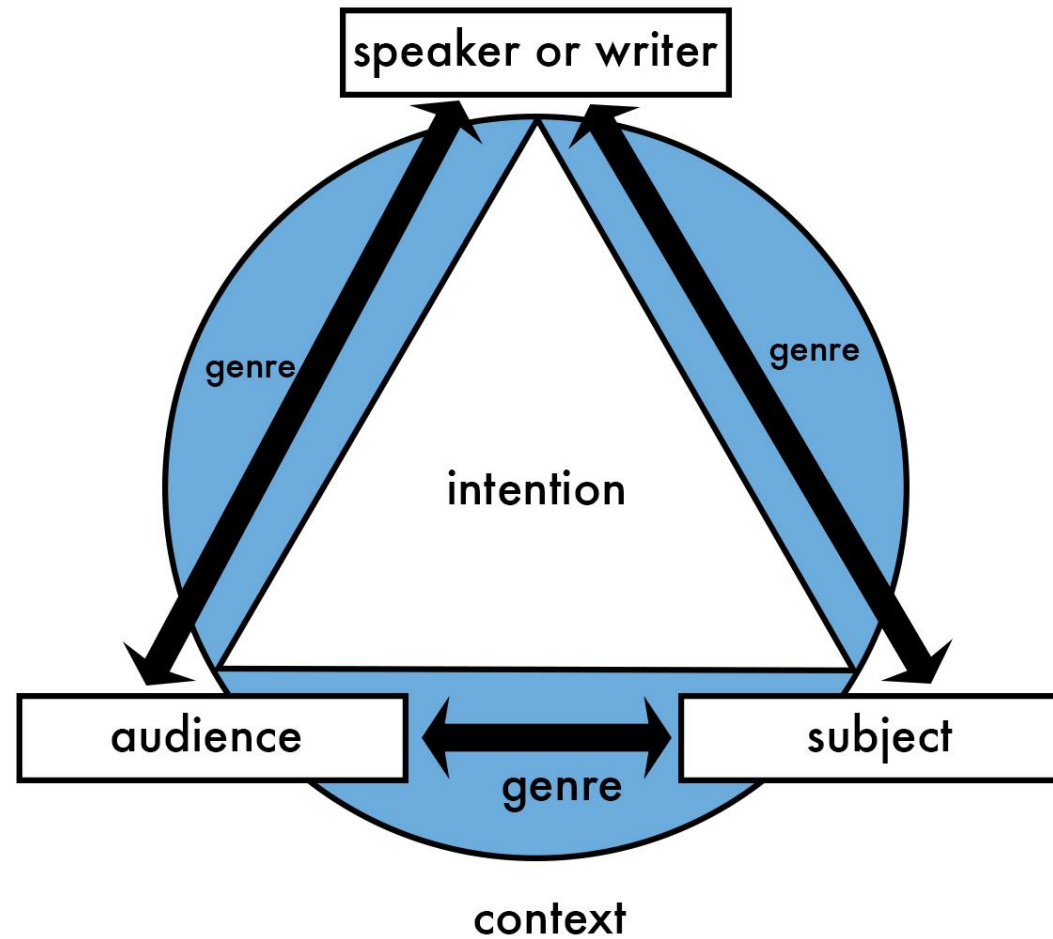 speaker or writer
genre
genre
intention
audience
subject
genre
context